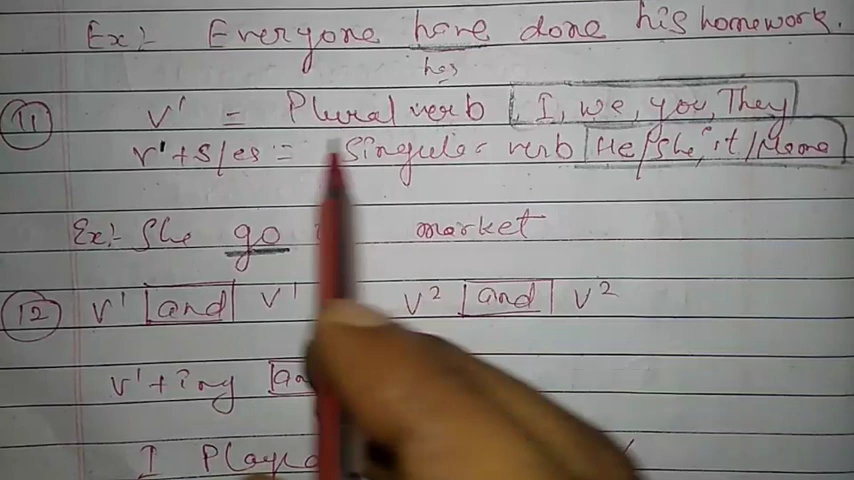 Ex:- Everyone have done his homework.
has
11 V' = Plural verb I, we, you, They
V'+s/es = Singular verb He/she, it/Name
Ex:- She go market
12 V' and V' V² and V²
V'+ing
I